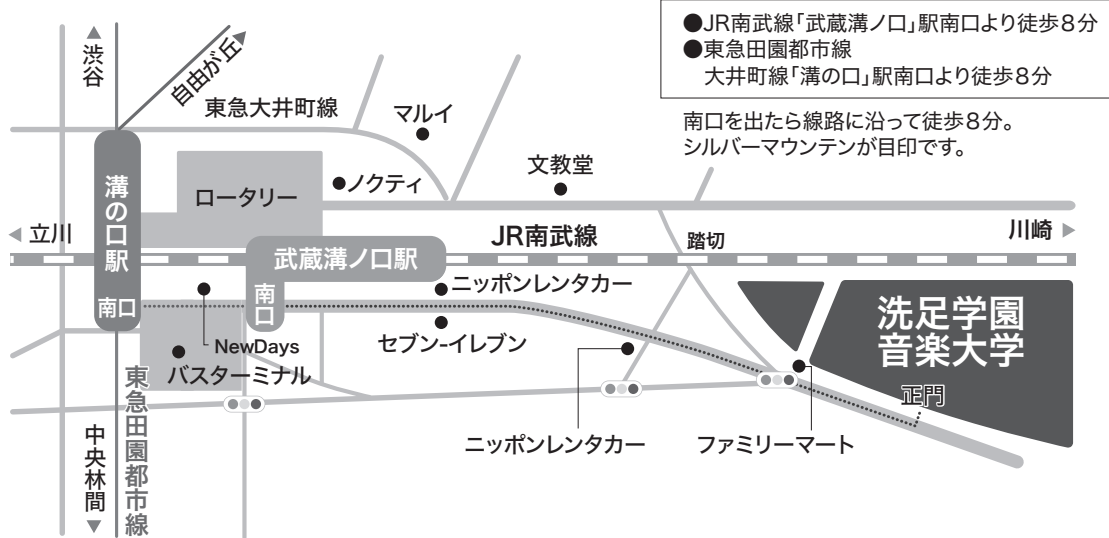 ●JR南武線「武蔵溝ノ口」駅南口より徒歩8分
●東急田園都市線
大井町線「溝の口」駅南口より徒歩8分
南口を出たら線路に沿って徒歩8分。
シルバーマウンテンが目印です。
渋谷
自由が丘
東急大井町線
マルイ
文教堂
ノクティ
ロータリー
溝の口駅
立川
JR南武線
踏切
川崎
武蔵溝ノ口駅
南口
南口
ニッポンレンタカー
NewDays
セブン-イレブン
バスターミナル
洗足学園
音楽大学
正門
東急田園都市線
中央林間
ニッポンレンタカー
ファミリーマート